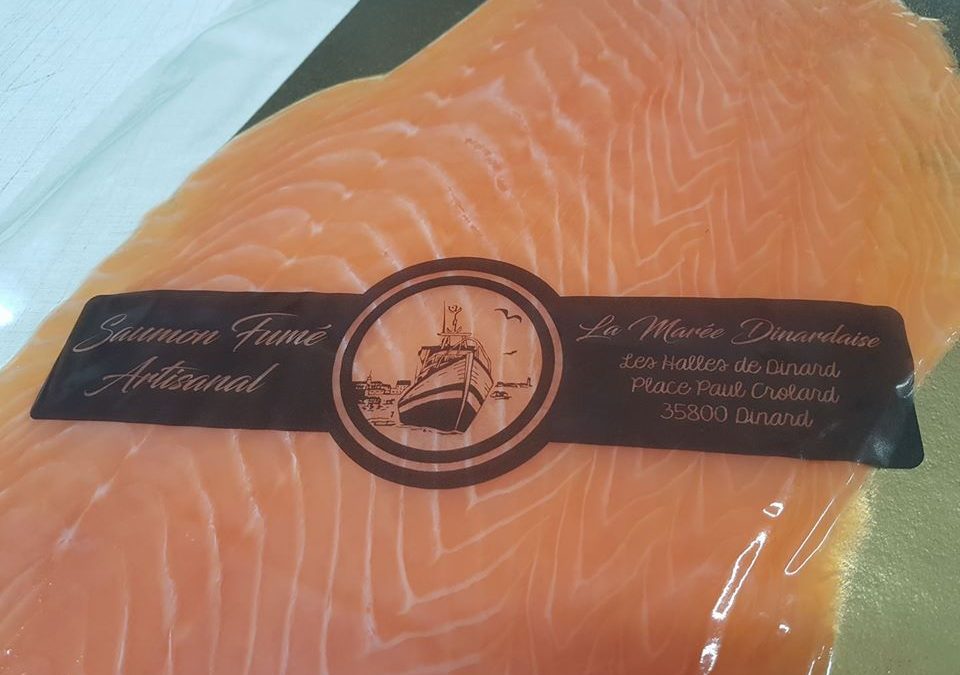 Saumon Fumé
Artisanal
La Marée Dinardaise
Les Halles de Dinard
Place Paul Crolard
35800 Dinard